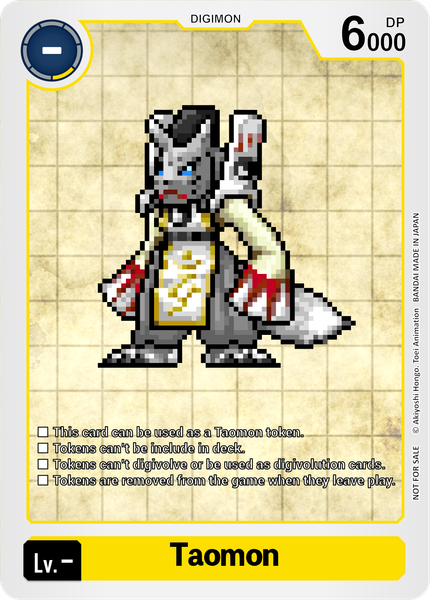 DIGIMON
-
DP
6000
□ This card can be used as a Taomon token.
□ Tokens can't be include in deck.
□ Tokens can't digivolve or be used as digivolution cards.
□ Tokens are removed from the game when they leave play.
NOT FOR SALE © Akiyoshi Hongo. Toei Animation BANDAI MADE IN JAPAN
Lv.-
Taomon